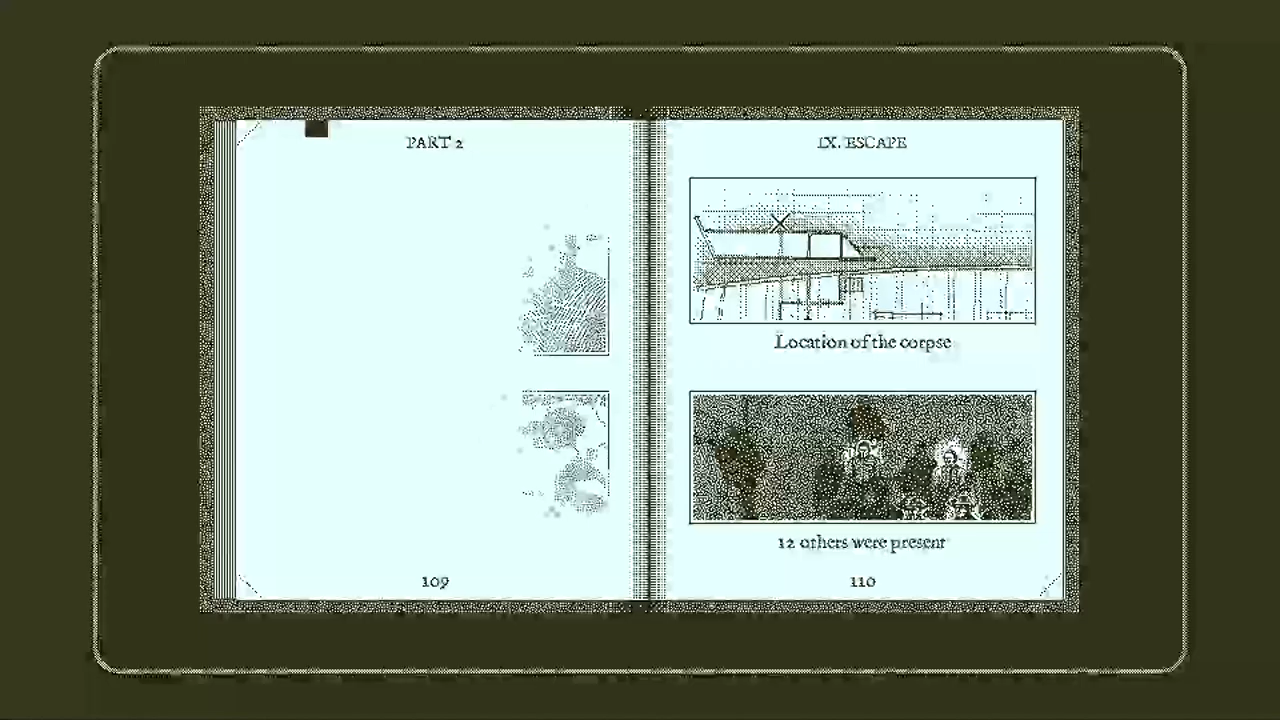 PART 2
109
IX. ESCAPE
Location of the corpse
12 others were present
110